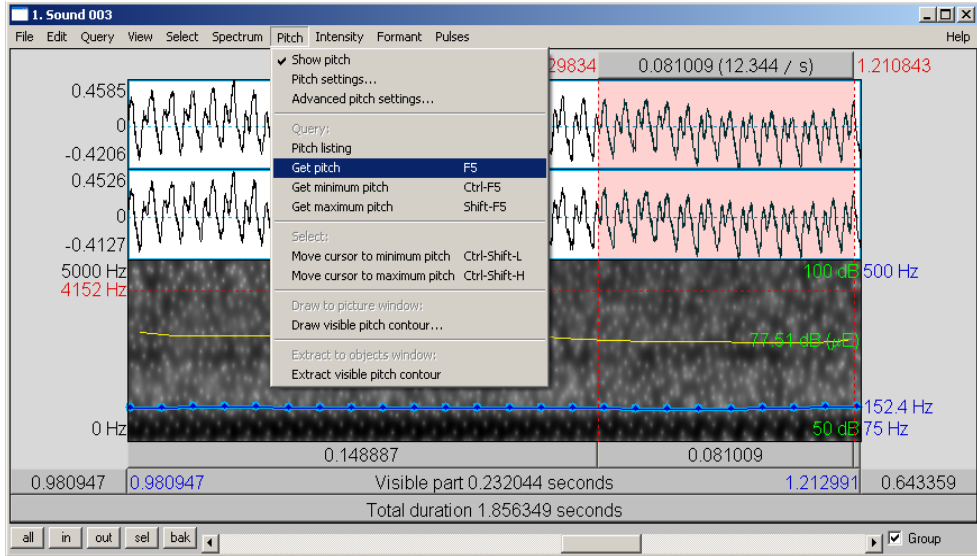 1. Sound 003
File Edit Query View Select Spectrum Pitch Intensity Formant Pulses Help
Show pitch
Pitch settings...
Advanced pitch settings...
Query:
Pitch listing
Get pitch F5
Get minimum pitch Ctrl-F5
Get maximum pitch Shift-F5
Select:
Move cursor to minimum pitch Ctrl-Shift-L
Move cursor to maximum pitch Ctrl-Shift-H
Draw to picture window:
Draw visible pitch contour...
Extract to objects window:
Extract visible pitch contour
29834 0.081009 (12.344 / s) 1.210843
0.4585
0
-0.4206
0.4526
0
-0.4127
5000 Hz 100 dB 500 Hz
4152 Hz
77.51 dB (µE)
152.4 Hz
0 Hz 50 dB 75 Hz
0.148887 0.081009
0.980947 0.980947 Visible part 0.232044 seconds 1.212991 0.643359
Total duration 1.856349 seconds
all in out sel bak Group